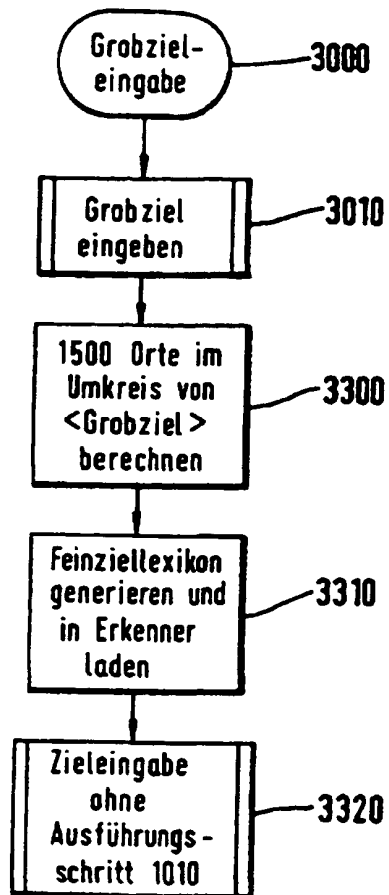 Grobziel-
eingabe
3000
Grobziel
eingeben
3010
1500 Orte im
Umkreis von
<Grobziel>
berechnen
3300
Feinziellexikon
generieren und
in Erkenner
laden
3310
Zieleingabe
ohne
Ausführungs-
schritt 1010
3320